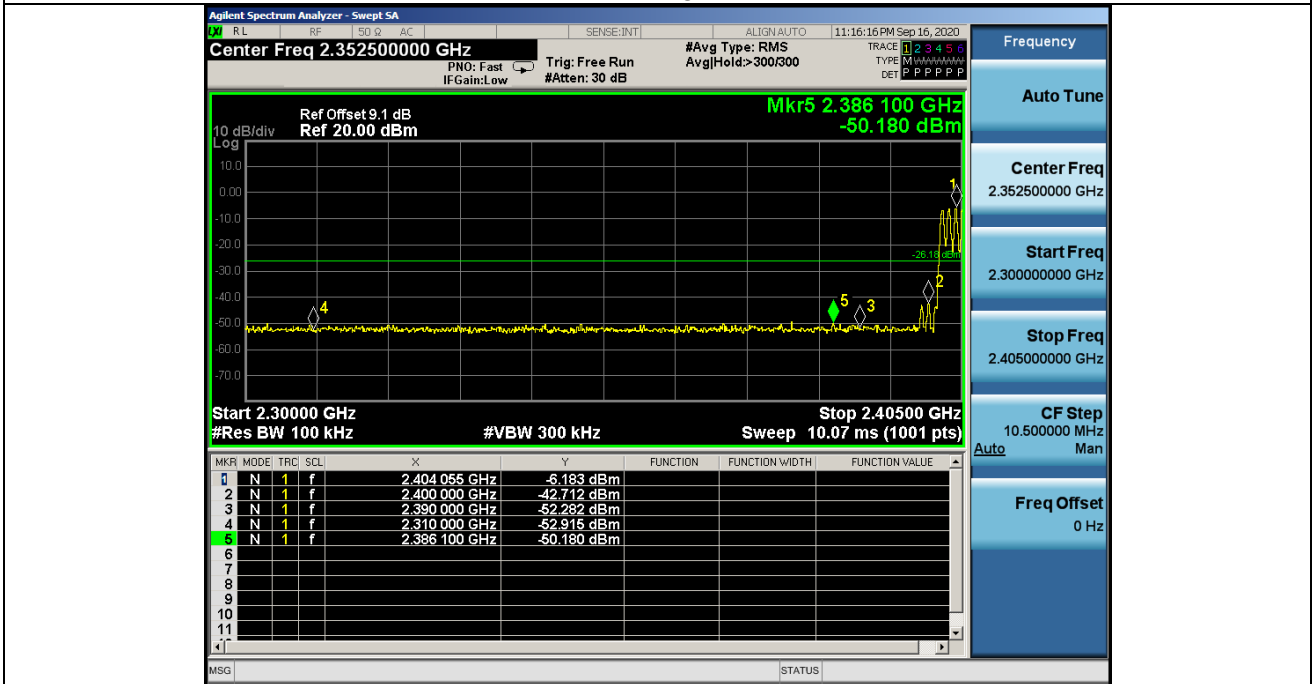 Agilent Spectrum Analyzer - Swept SA
LXI RL RF 50 Ω AC SENSE:INT ALIGN AUTO 11:16:16 PM Sep 16, 2020
Center Freq 2.352500000 GHz
PNO: Fast
IFGain:Low
Trig: Free Run
#Atten: 30 dB
#Avg Type: RMS
Avg|Hold:>300/300
TRACE 1 2 3 4 5 6
TYPE M W W W W W
DET P P P P P P
Ref Offset 9.1 dB
Ref 20.00 dBm
10 dB/div
Log
Mkr5 2.386 100 GHz
-50.180 dBm
10.0
0.00
-10.0
-20.0
-30.0
-40.0
-50.0
-60.0
-70.0
1
-26.18 dBm
2
4
5
3
Start 2.30000 GHz
Stop 2.40500 GHz
#Res BW 100 kHz
#VBW 300 kHz
Sweep 10.07 ms (1001 pts)
MKR MODE TRC SCL X Y FUNCTION FUNCTION WIDTH FUNCTION VALUE
1 N 1 f 2.404 055 GHz -6.183 dBm
2 N 1 f 2.400 000 GHz -42.712 dBm
3 N 1 f 2.390 000 GHz -52.282 dBm
4 N 1 f 2.310 000 GHz -52.915 dBm
5 N 1 f 2.386 100 GHz -50.180 dBm
6
7
8
9
10
11
MSG
STATUS
Frequency
Auto Tune
Center Freq
2.352500000 GHz
Start Freq
2.300000000 GHz
Stop Freq
2.405000000 GHz
CF Step
10.500000 MHz
Auto Man
Freq Offset
0 Hz